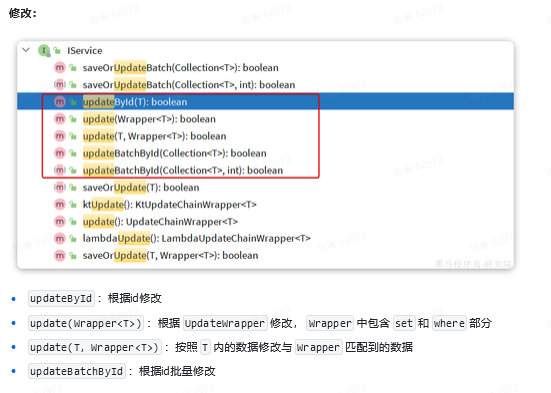 修改：
IService
saveOrUpdateBatch(Collection<T>): boolean
saveOrUpdateBatch(Collection<T>, int): boolean
updateById(T): boolean
update(Wrapper<T>): boolean
update(T, Wrapper<T>): boolean
updateBatchById(Collection<T>): boolean
updateBatchById(Collection<T>, int): boolean
saveOrUpdate(T): boolean
ktUpdate(): KtUpdateChainWrapper<T>
update(): UpdateChainWrapper<T>
lambdaUpdate(): LambdaUpdateChainWrapper<T>
saveOrUpdate(T, Wrapper<T>): boolean
黑马程序员-研究院
• updateById：根据id修改
• update(Wrapper<T>)：根据 UpdateWrapper 修改， Wrapper 中包含 set 和 where 部分
• update(T, Wrapper<T>)：按照 T 内的数据修改与 Wrapper 匹配到的数据
• updateBatchById：根据id批量修改